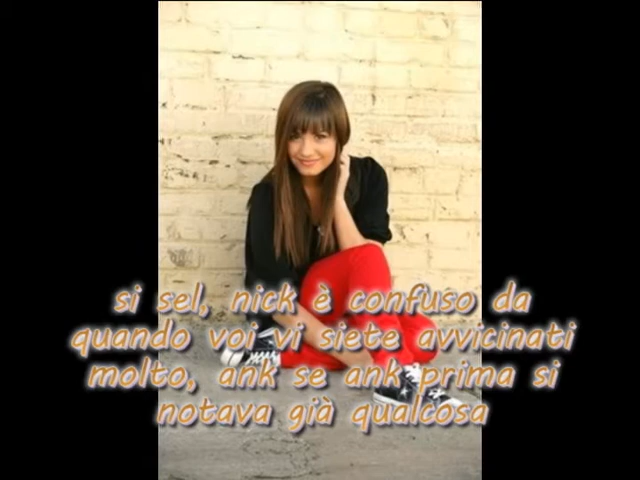 si sel, nick è confuso da
quando voi vi siete avvicinati
molto, ank se ank prima si
notava già qualcosa